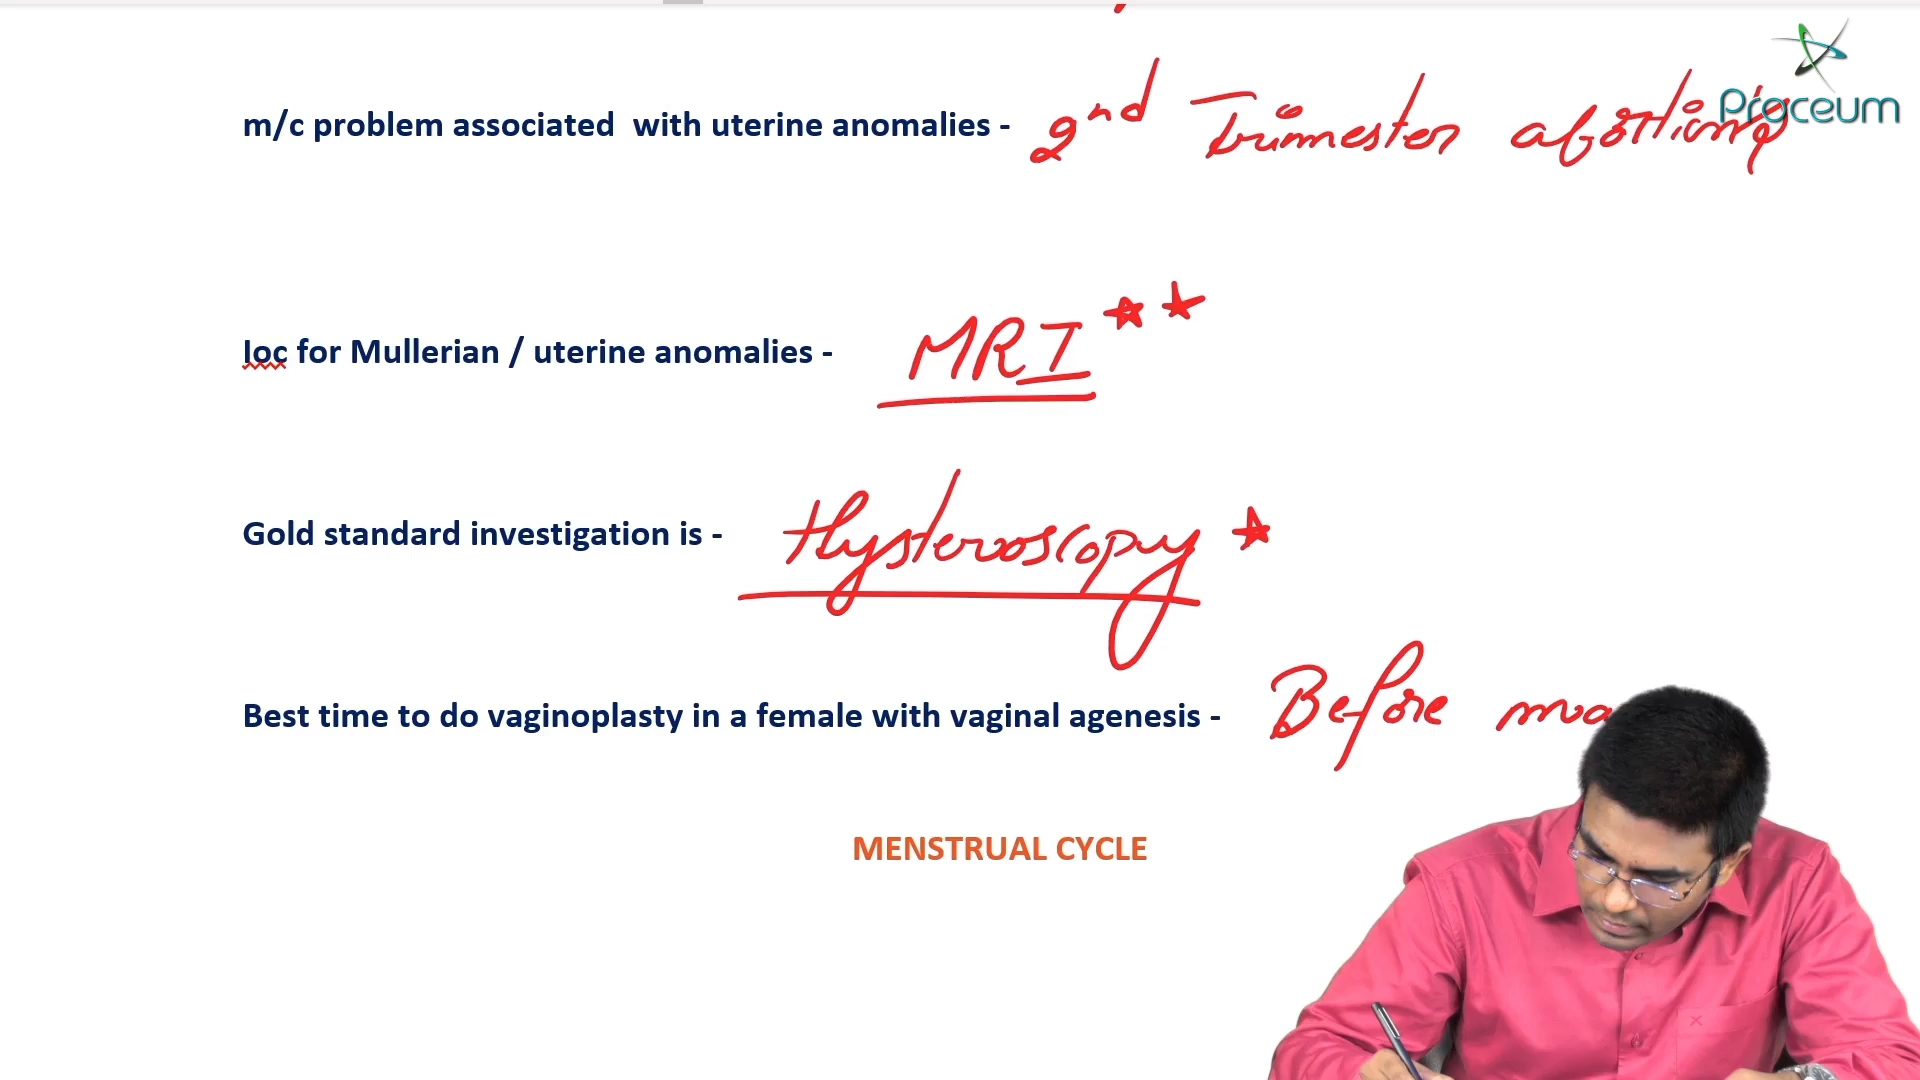 Proceum
m/c problem associated with uterine anomalies - 2nd Trimester abortions
Ioc for Mullerian / uterine anomalies - MRI
Gold standard investigation is - Hysteroscopy
Best time to do vaginoplasty in a female with vaginal agenesis - Before
MENSTRUAL CYCLE